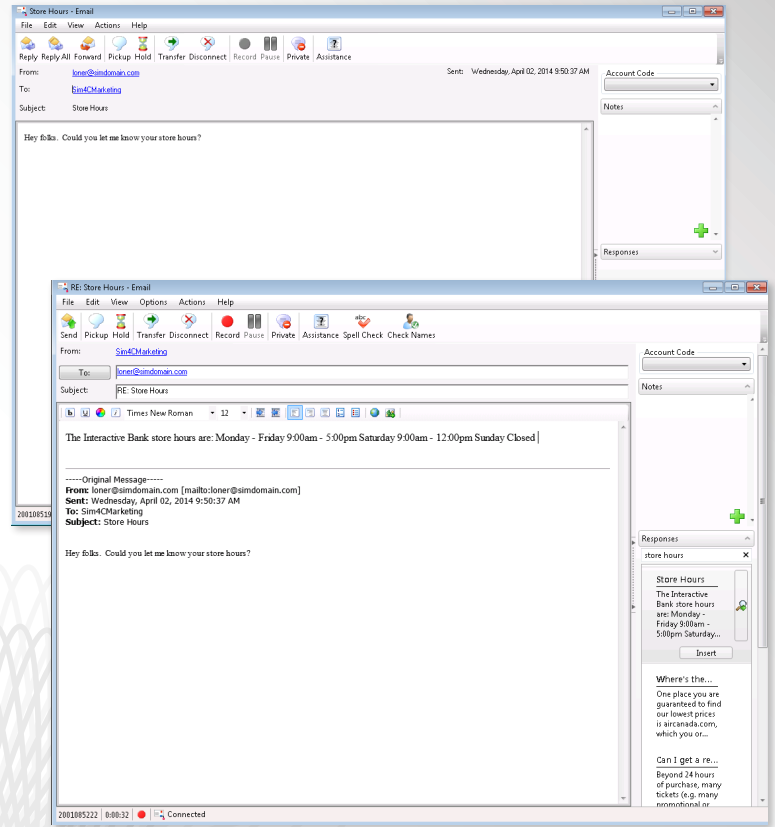 Store Hours - Email
File Edit View Actions Help
Reply Reply All Forward Pickup Hold Transfer Disconnect Record Pause Private Assistance
From: loner@simdomain.com Sent: Wednesday, April 02, 2014 9:50:37 AM
Account Code
To: Sim4CMarketing
Subject: Store Hours
Notes
Hey folks. Could you let me know your store hours?
Responses
200108519
RE: Store Hours - Email
File Edit View Options Actions Help
Send Pickup Hold Transfer Disconnect Record Pause Private Assistance Spell Check Check Names
From: Sim4CMarketing
Account Code
To: loner@simdomain.com
Subject: RE: Store Hours
Notes
b u i Times New Roman 12
The Interactive Bank store hours are: Monday - Friday 9:00am - 5:00pm Saturday 9:00am - 12:00pm Sunday Closed
-----Original Message-----
From: loner@simdomain.com [mailto:loner@simdomain.com]
Sent: Wednesday, April 02, 2014 9:50:37 AM
To: Sim4CMarketing
Subject: Store Hours
Hey folks. Could you let me know your store hours?
Responses
store hours
Store Hours
The Interactive
Bank store hours
are: Monday -
Friday 9:00am -
5:00pm Saturday...
Insert
Where's the...
One place you are
guaranteed to find
our lowest prices
is aircanada.com,
which you or...
Can I get a re...
Beyond 24 hours
of purchase, many
tickets (e.g. many
promotional or
2001085222 0:00:32 Connected